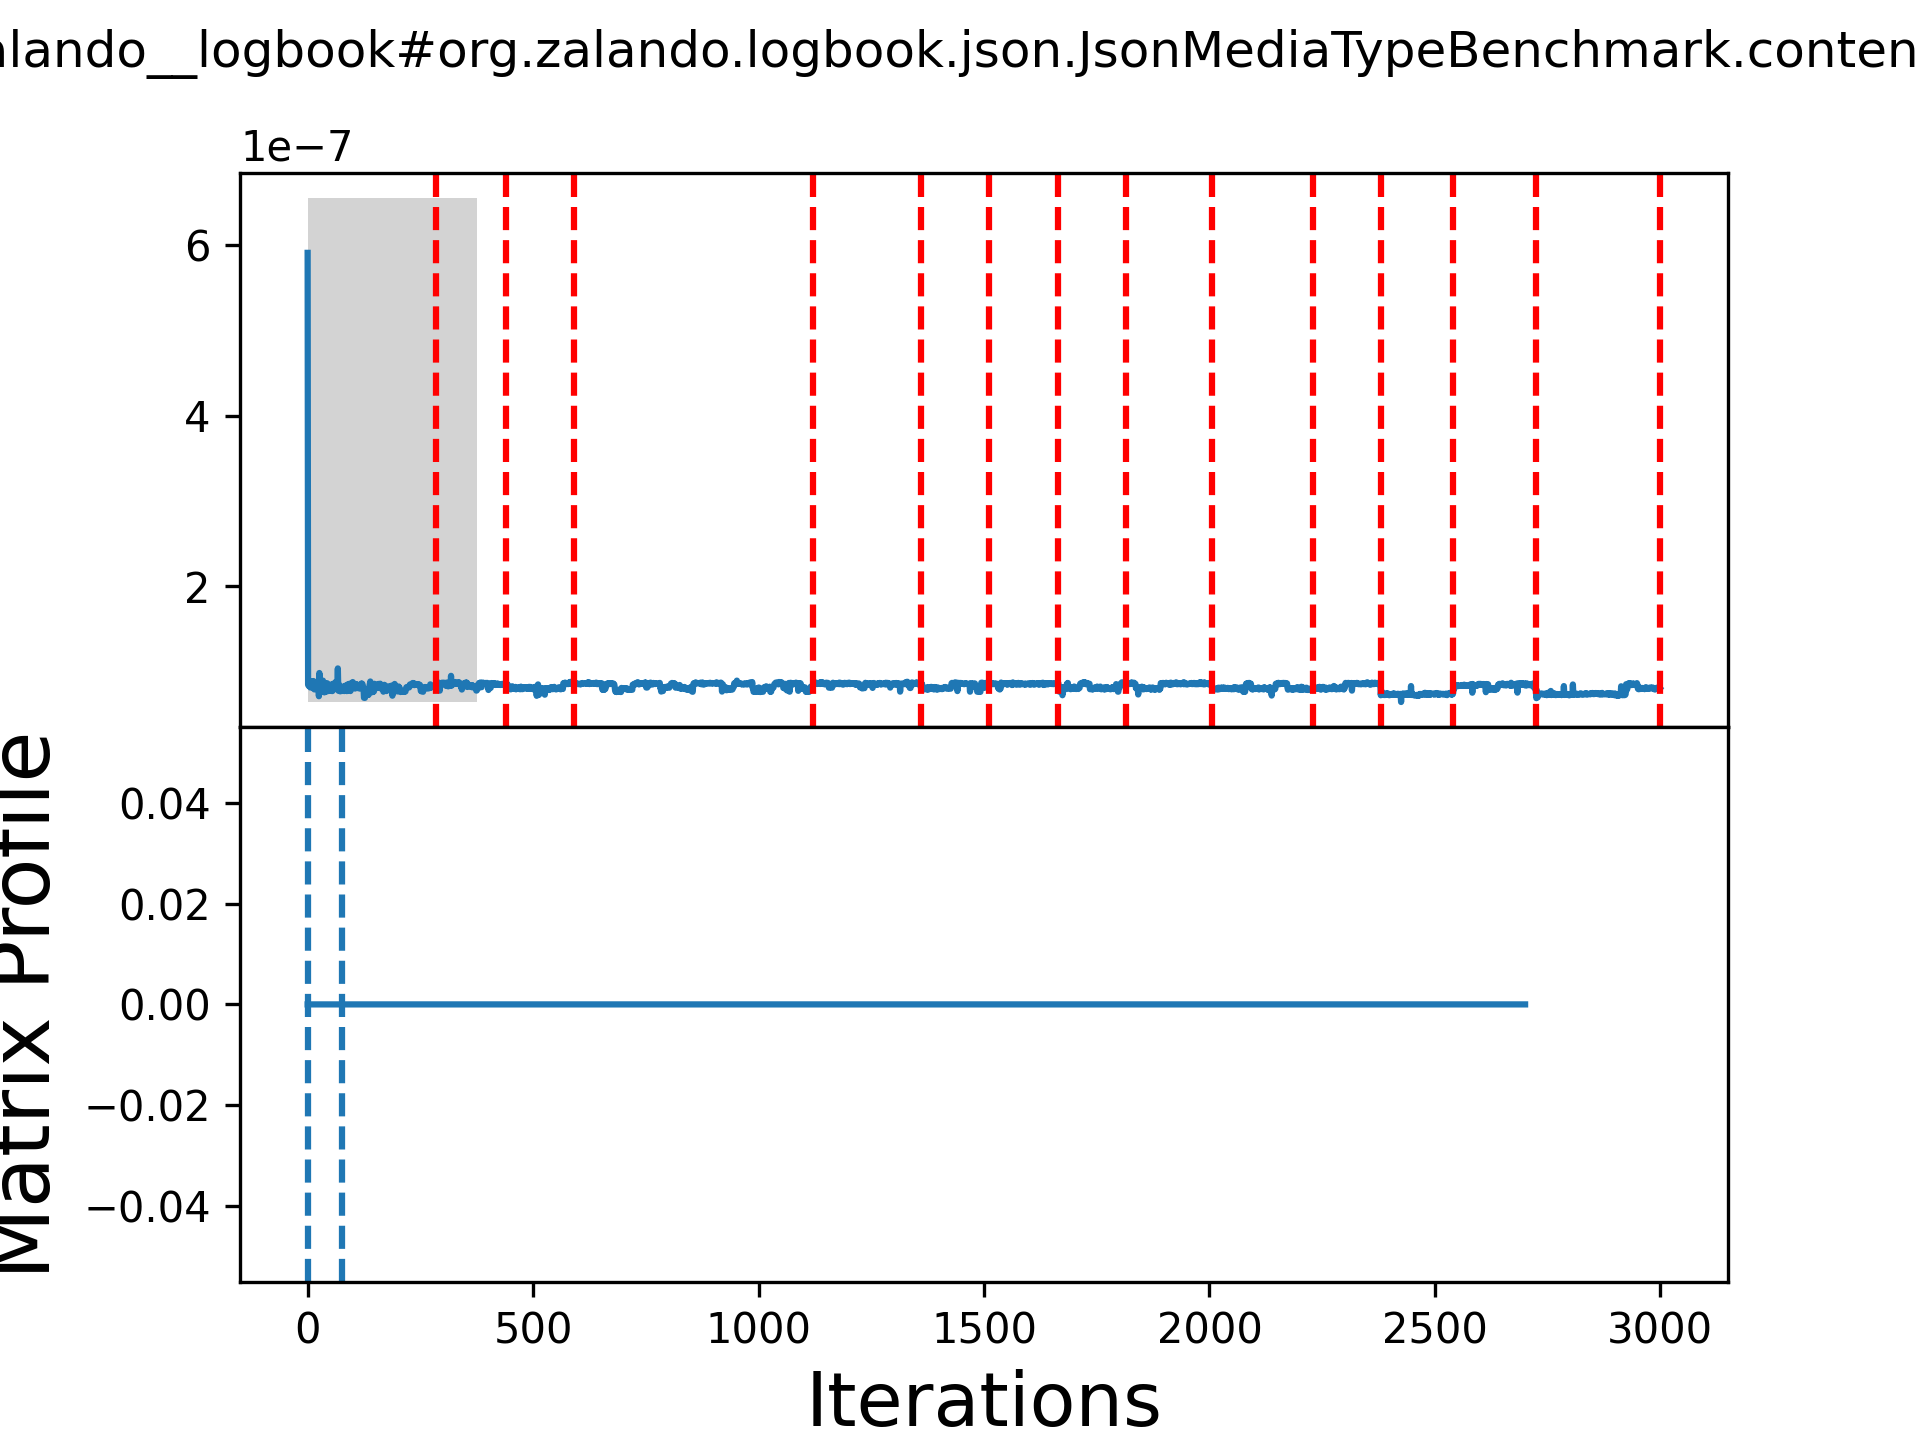 alando__logbook#org.zalando.logbook.json.JsonMediaTypeBenchmark.conten
1e−7
6
4
2
Matrix Profile
0.04
0.02
0.00
−0.02
−0.04
0 500 1000 1500 2000 2500 3000
Iterations